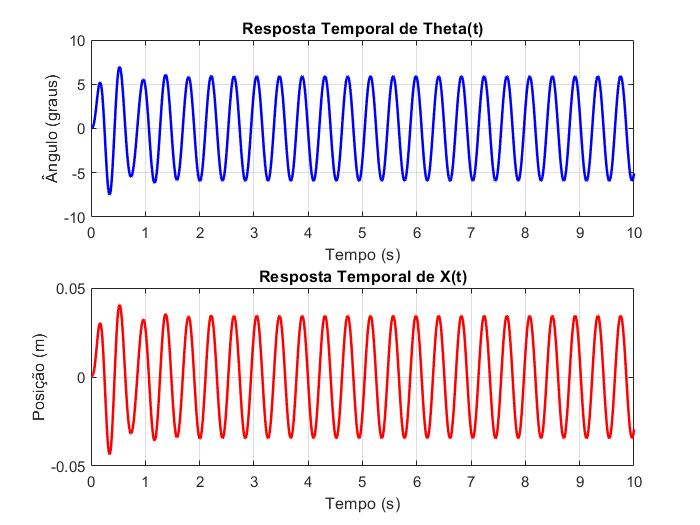 Resposta Temporal de Theta(t)
10
5
0
-5
-10
Ângulo (graus)
0 1 2 3 4 5 6 7 8 9 10
Tempo (s)
Resposta Temporal de X(t)
0.05
0
-0.05
Posição (m)
0 1 2 3 4 5 6 7 8 9 10
Tempo (s)